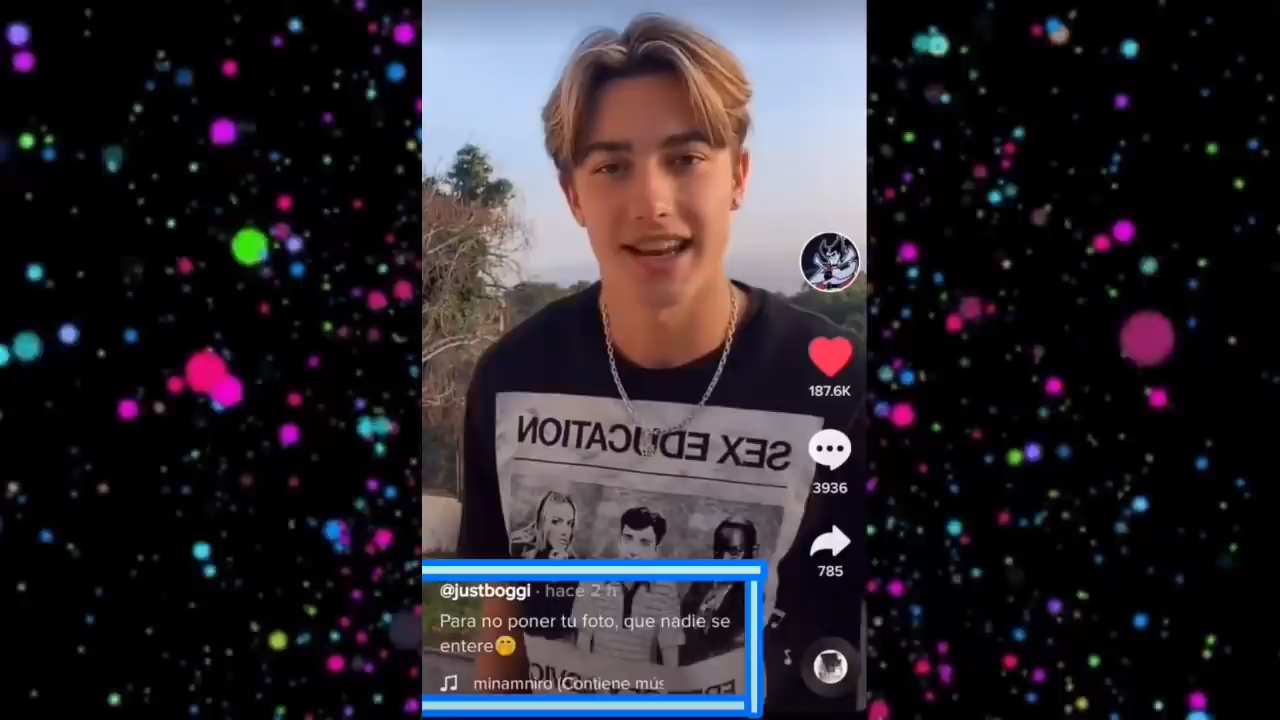 SEX EDUCATION
187.6K
3936
785
@justboggi · hace 2 h
Para no poner tu foto, que nadie se
entere🤭
minamniro (Contiene mús